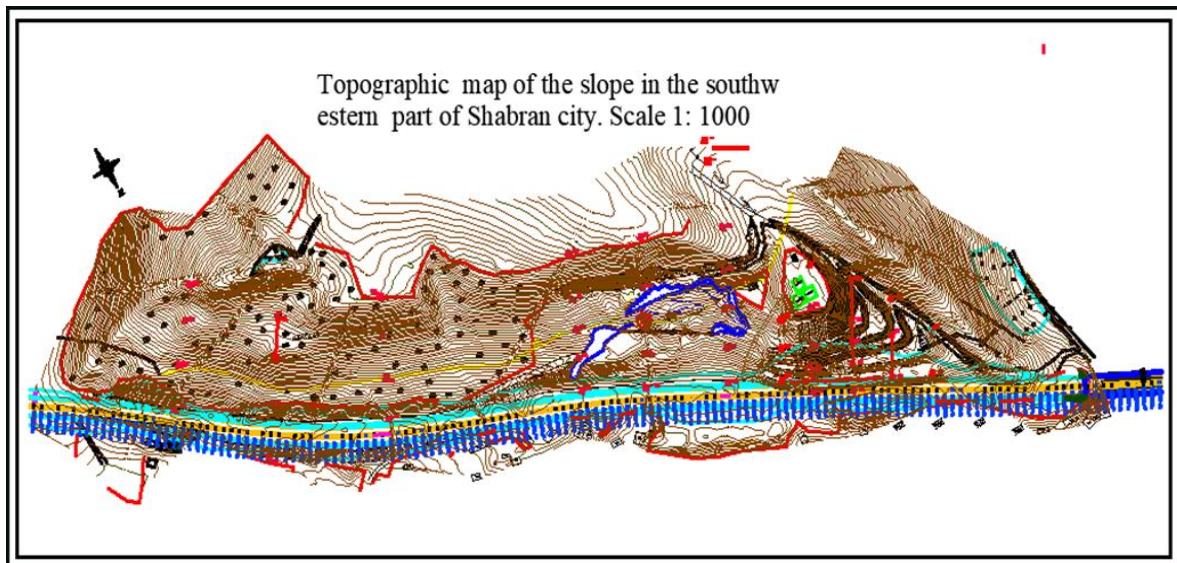 Topographic map of the slope in the southw
estern part of Shabran city. Scale 1: 1000